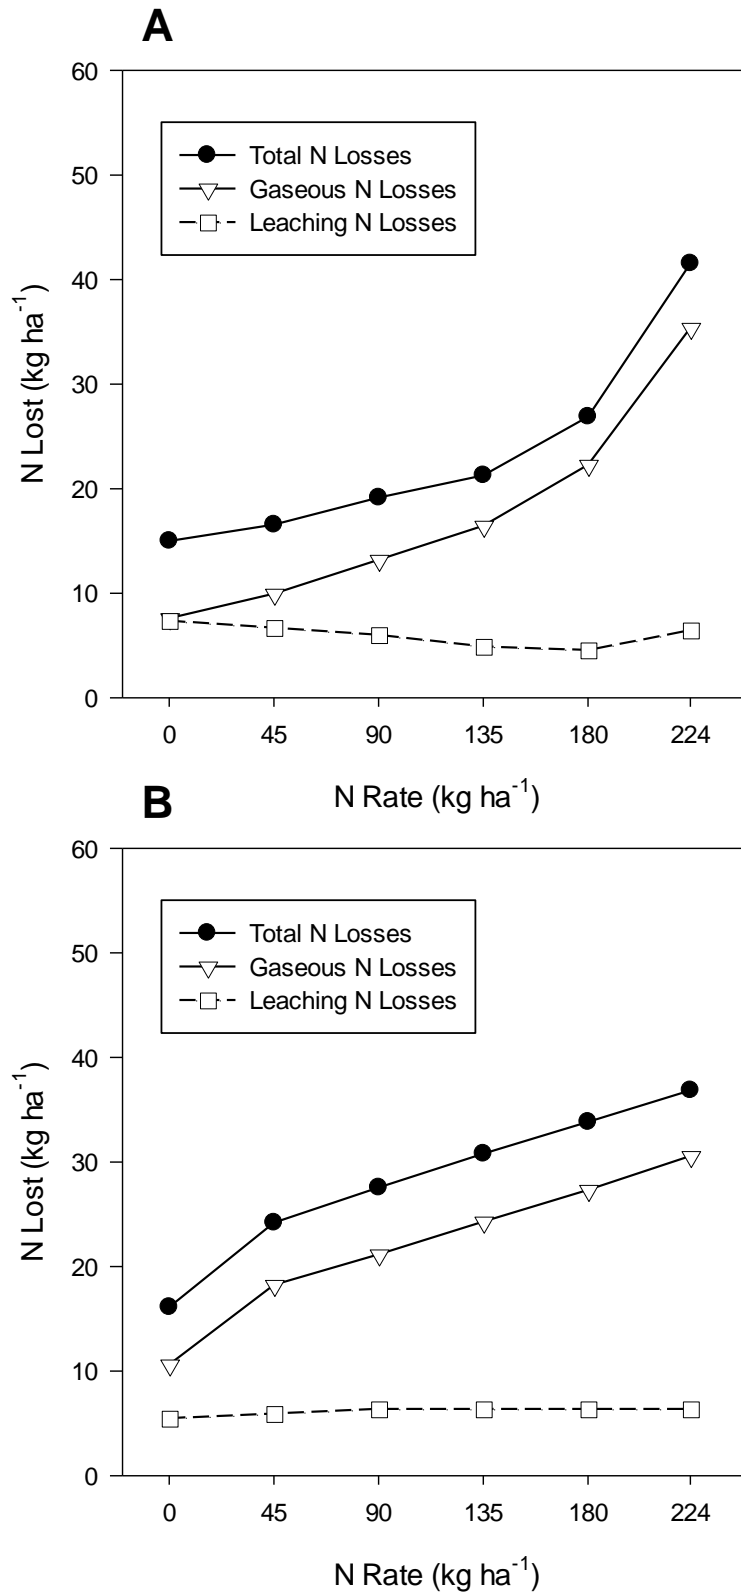 A
60
50
40
30
20
10
0
N Lost (kg ha⁻¹)
Total N Losses
Gaseous N Losses
Leaching N Losses
0 45 90 135 180 224
N Rate (kg ha⁻¹)
B
60
50
40
30
20
10
0
N Lost (kg ha⁻¹)
Total N Losses
Gaseous N Losses
Leaching N Losses
0 45 90 135 180 224
N Rate (kg ha⁻¹)